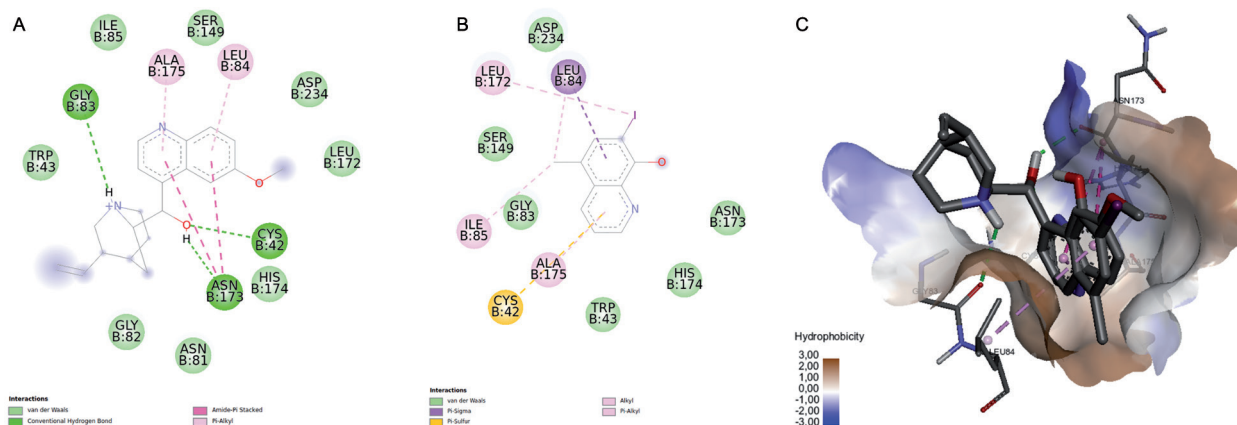 A
ILE
B:85
SER
B:149
ALA
B:175
LEU
B:84
ASP
B:234
GLY
B:83
TRP
B:43
LEU
B:172
N
O
H
N
+
O
H
CYS
B:42
ASN
B:173
HIS
B:174
GLY
B:82
ASN
B:81
Interactions
van der Waals
Conventional Hydrogen Bond
Amide-Pi Stacked
Pi-Alkyl
B
ASP
B:234
LEU
B:172
LEU
B:84
I
SER
B:149
O
GLY
B:83
N
ASN
B:173
ILE
B:85
ALA
B:175
HIS
B:174
CYS
B:42
TRP
B:43
Interactions
van der Waals
Pi-Sigma
Pi-Sulfur
Alkyl
Pi-Alkyl
C
SN173
GLY83
LEU84
Hydrophobicity
3,00
2,00
1,00
0,00
-1,00
-2,00
-3,00